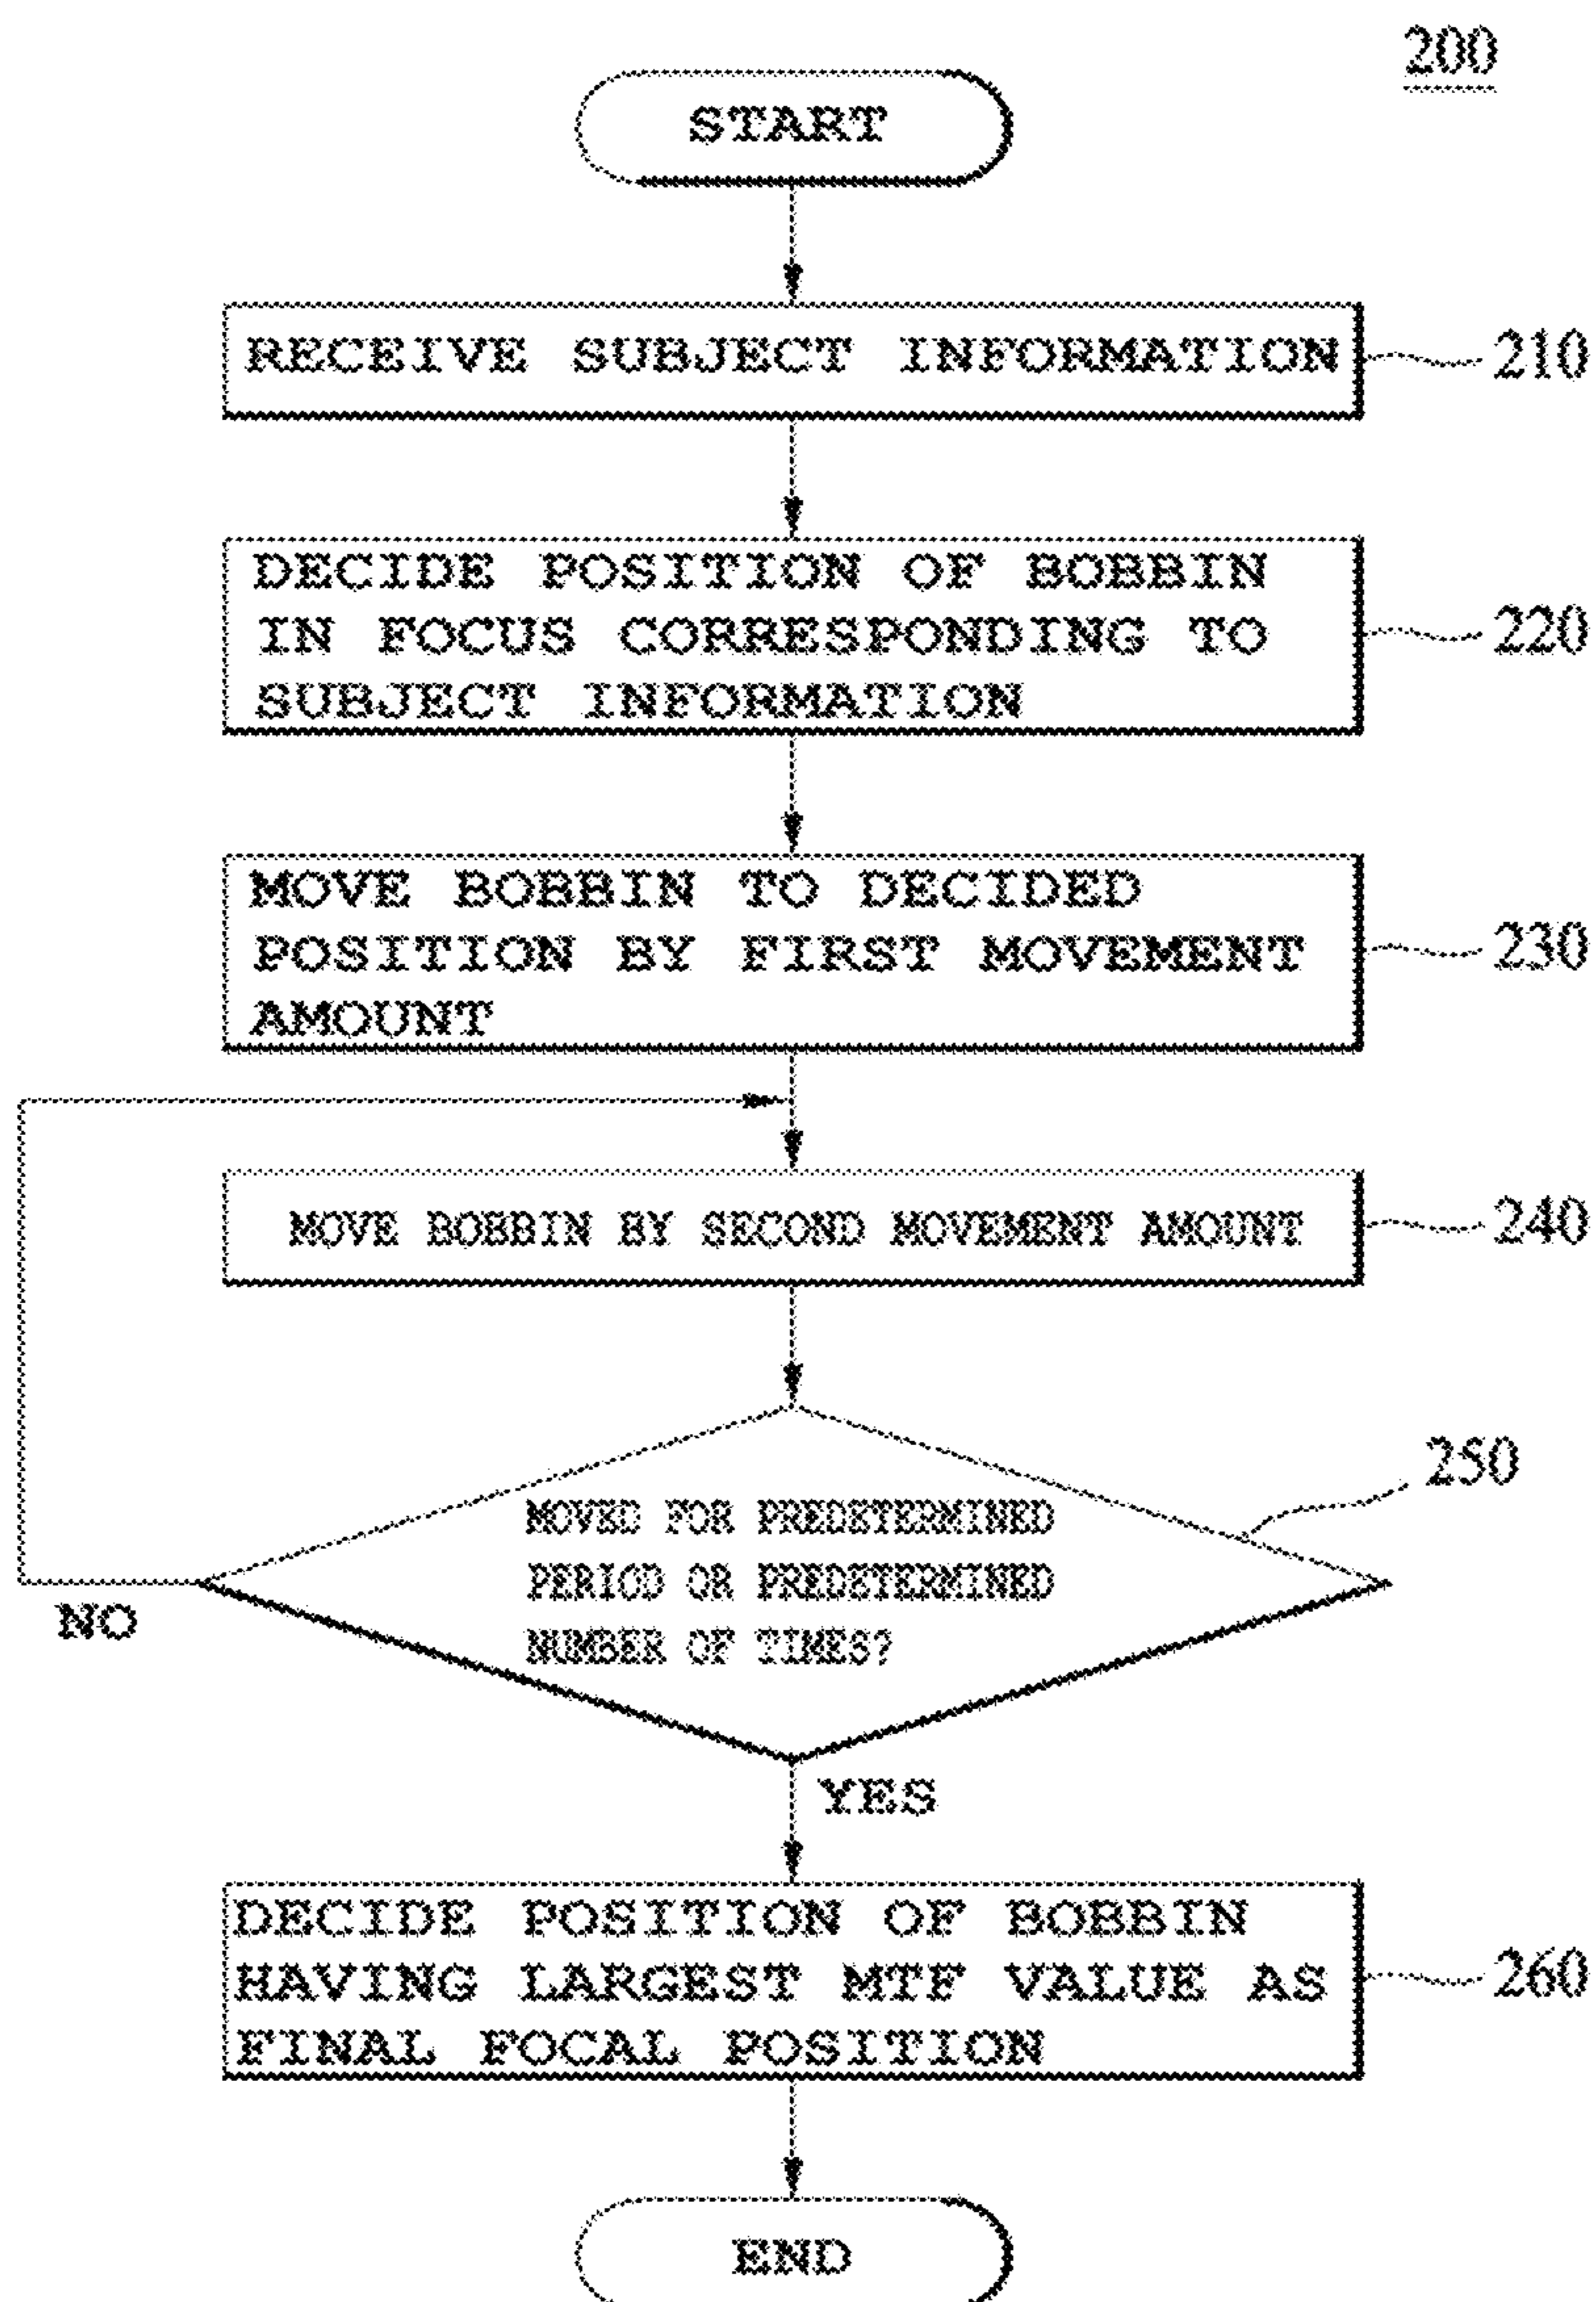 200
START
RECEIVE SUBJECT INFORMATION
210
DECIDE POSITION OF BOBBIN
IN FOCUS CORRESPONDING TO
SUBJECT INFORMATION
220
MOVE BOBBIN TO DECIDED
POSITION BY FIRST MOVEMENT
AMOUNT
230
MOVE BOBBIN BY SECOND MOVEMENT AMOUNT
240
MOVED FOR PREDETERMINED
PERIOD OR PREDETERMINED
NUMBER OF TIMES?
250
NO
YES
DECIDE POSITION OF BOBBIN
HAVING LARGEST MTF VALUE AS
FINAL FOCAL POSITION
260
END